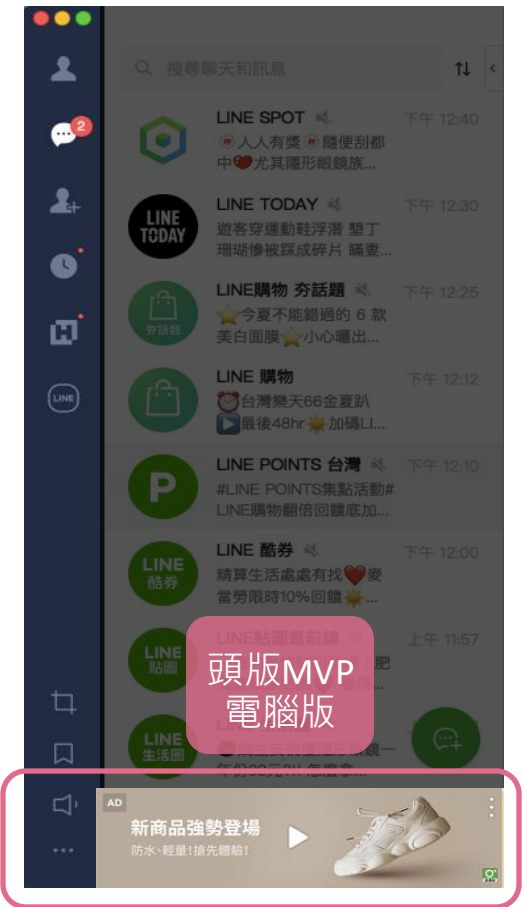 2
搜尋聊天和訊息
LINE SPOT
下午 12:40
人人有獎 隨便刮都
中 尤其隱形眼鏡族...
LINE TODAY
LINE TODAY
下午 12:30
遊客穿運動鞋浮潛 墾丁
珊瑚慘被踩成碎片 瞞妻...
夯話題
LINE購物 夯話題
下午 12:25
今夏不能錯過的 6 款
美白面膜 小心曬出...
LINE
LINE 購物
下午 12:12
台灣樂天66金夏趴
最後48hr 加碼LI...
P
LINE POINTS 台灣
下午 12:10
#LINE POINTS集點活動#
LINE購物翻倍回饋底加...
LINE 酷券
LINE 酷券
下午 12:00
精算生活處處有找 麥
當勞限時10%回饋 ...
LINE 貼圖
LINE貼圖最前線
上午 11:57
肥
頭版MVP
電腦版
LINE 生活圈
AD
新商品強勢登場
防水、輕量!搶先體驗!